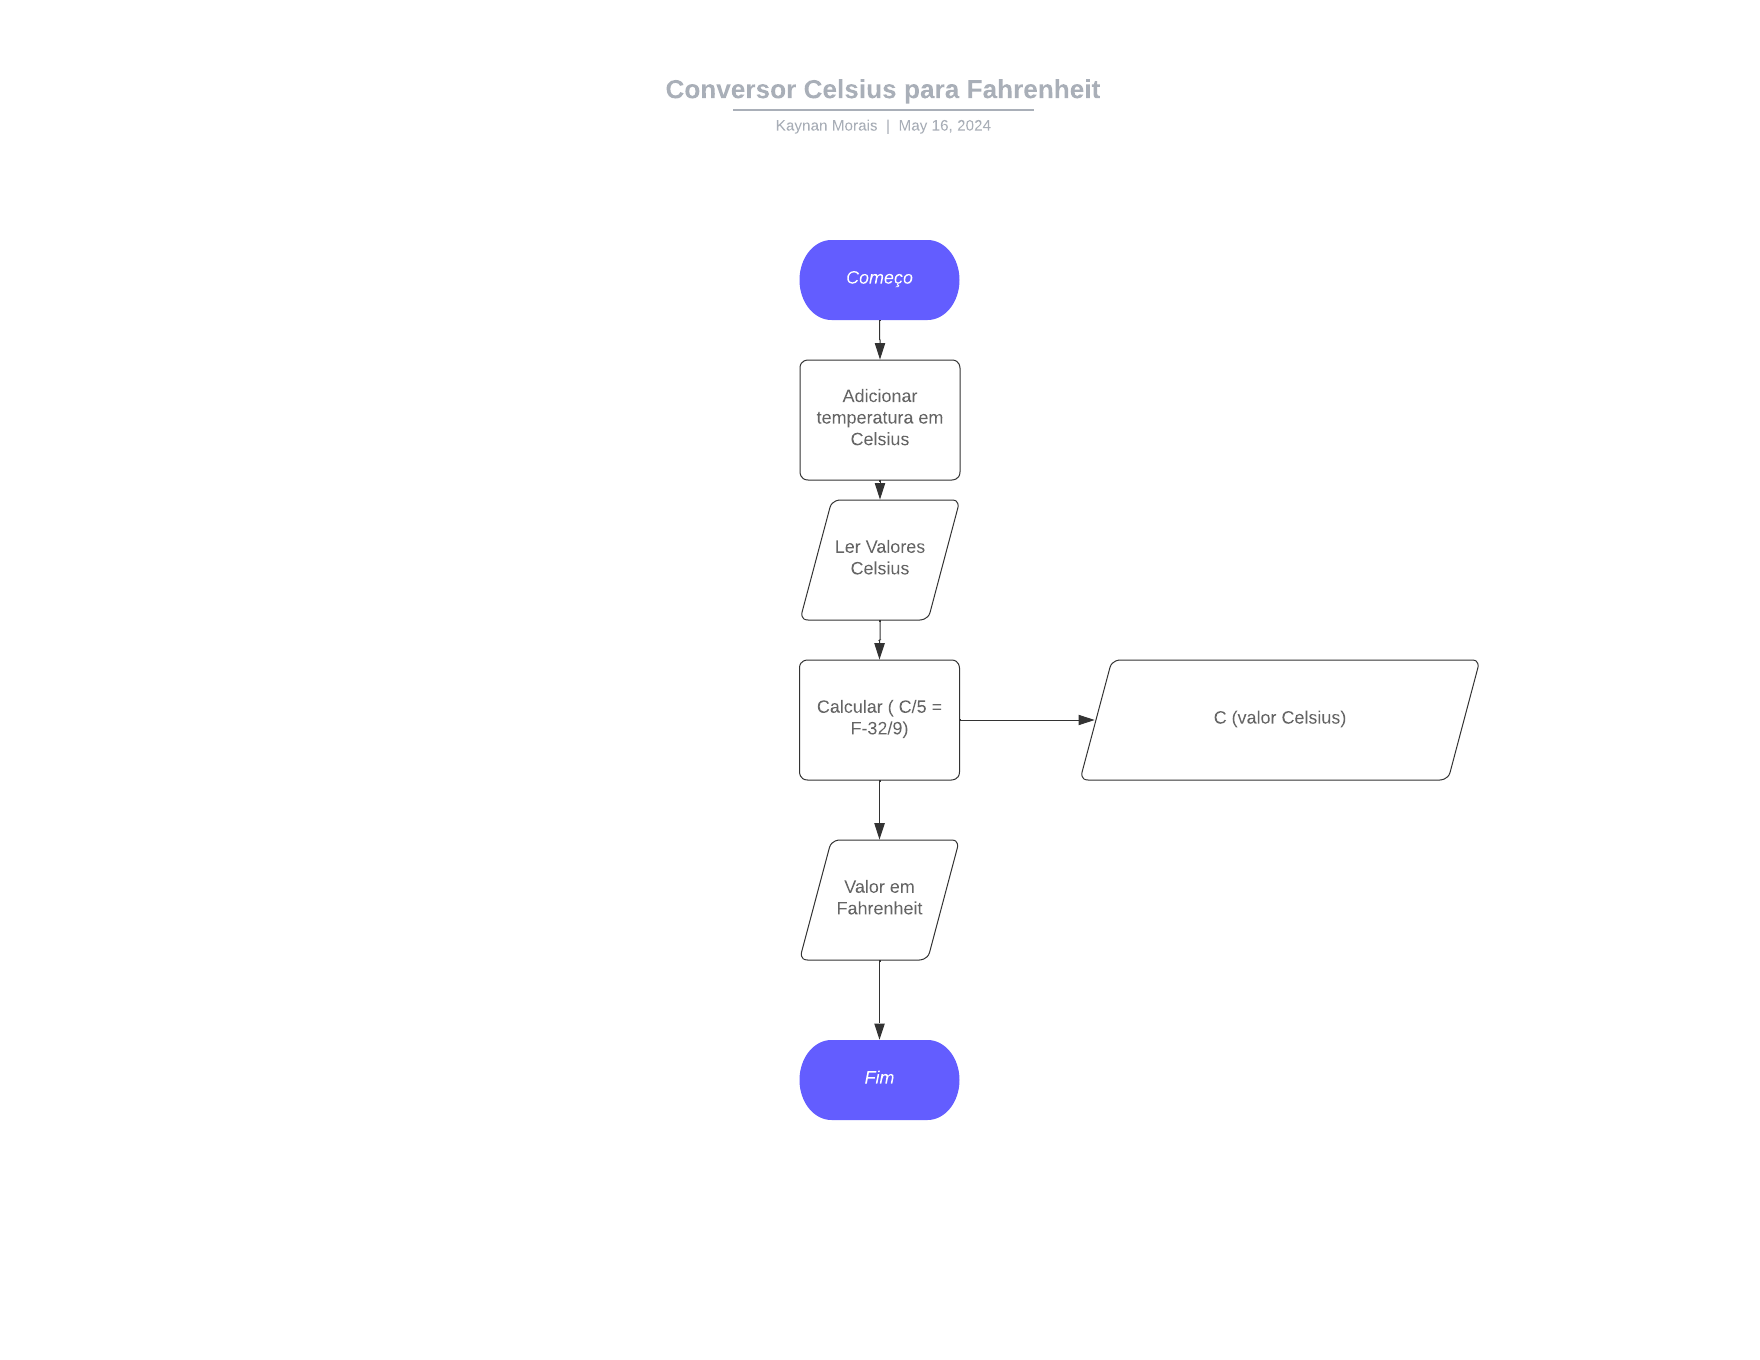 Conversor Celsius para Fahrenheit
Kaynan Morais | May 16, 2024
Começo
Adicionar
temperatura em
Celsius
Ler Valores
Celsius
Calcular ( C/5 =
F-32/9)
C (valor Celsius)
Valor em
Fahrenheit
Fim